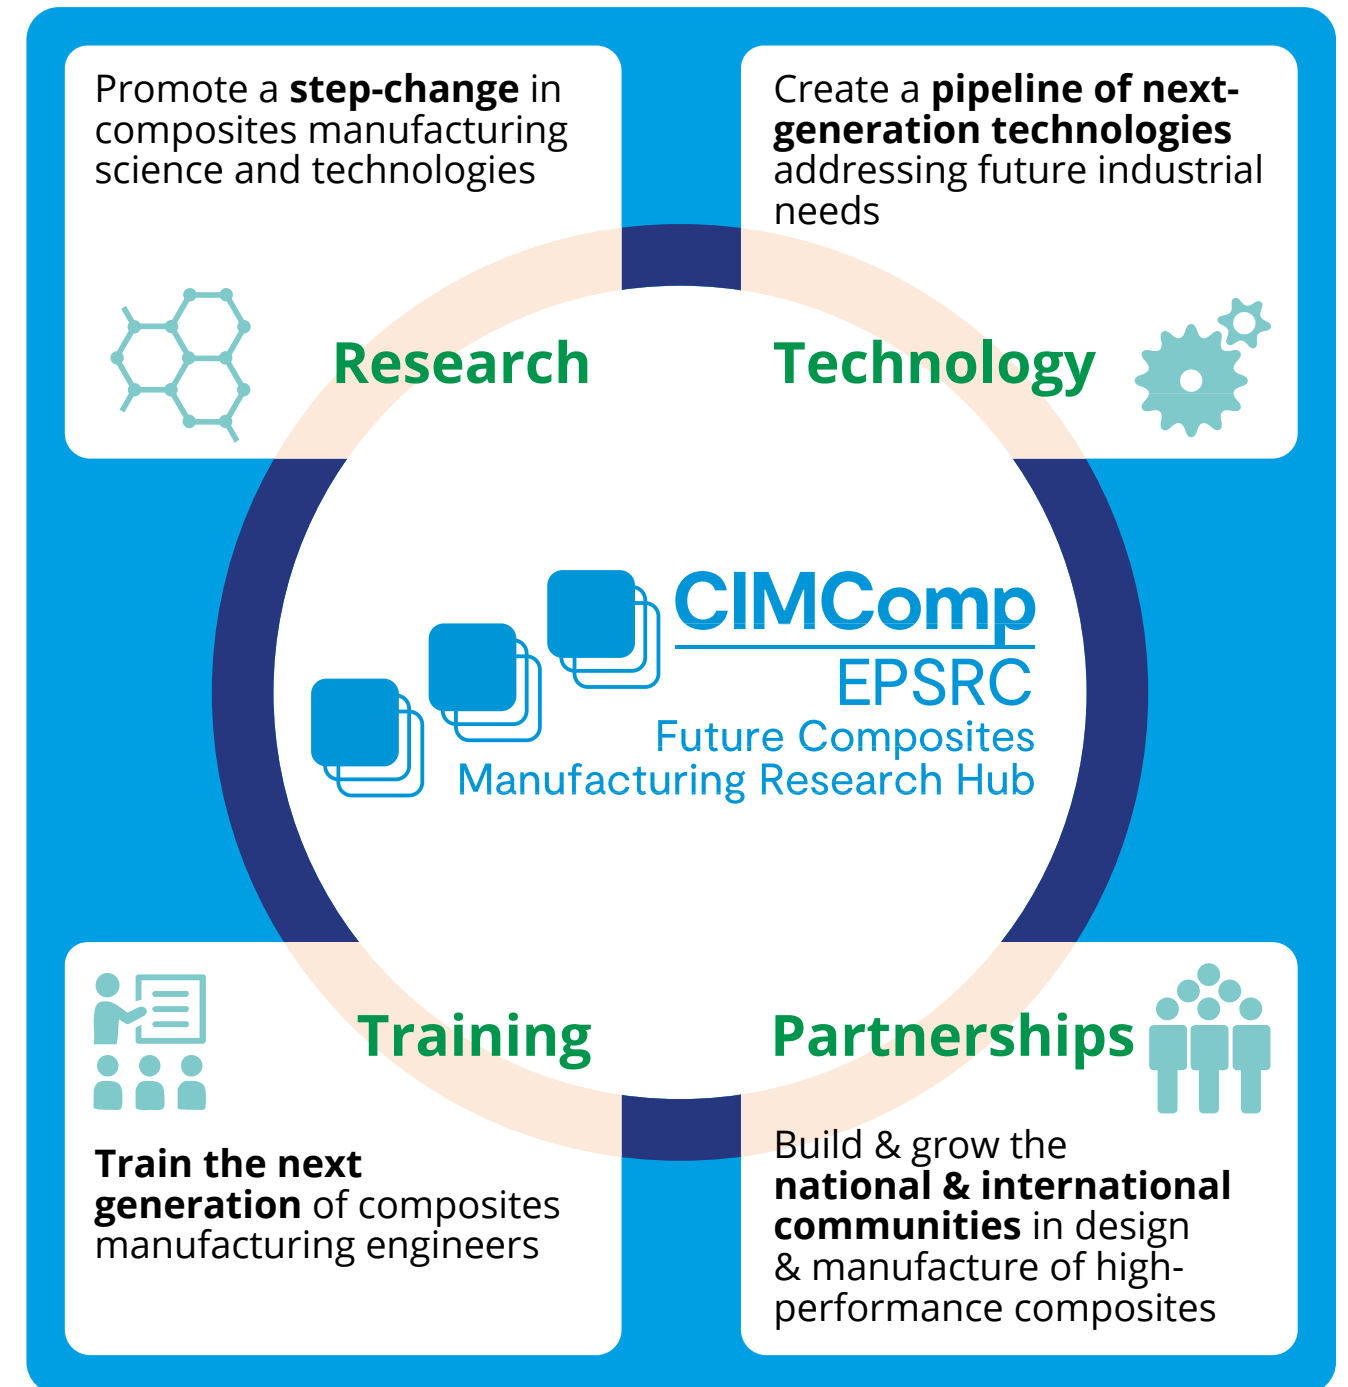 Promote a step-change in
composites manufacturing
science and technologies
Research
Create a pipeline of next-
generation technologies
addressing future industrial
needs
Technology
CIMComp
EPSRC
Future Composites
Manufacturing Research Hub
Training
Train the next
generation of composites
manufacturing engineers
Partnerships
Build & grow the
national & international
communities in design
& manufacture of high-
performance composites